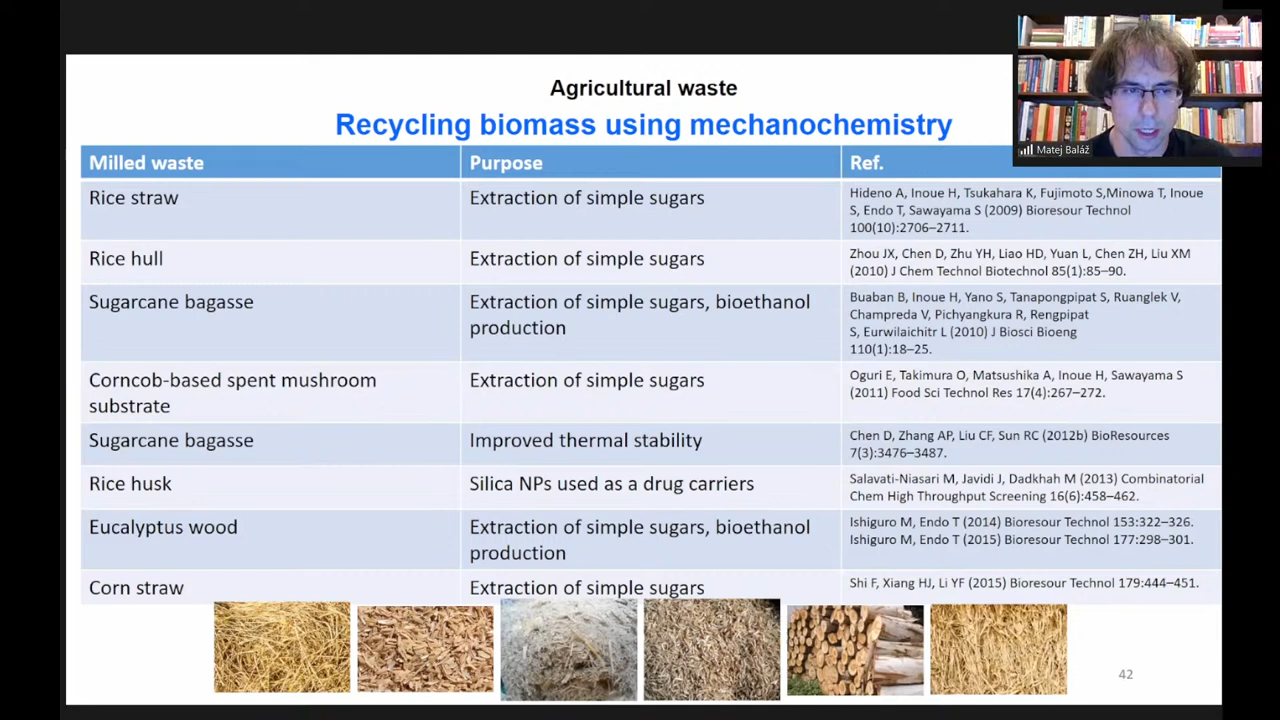 Agricultural waste
Recycling biomass using mechanochemistry
Matej Baláž
Milled waste Purpose Ref.
Rice straw Extraction of simple sugars
Hideno A, Inoue H, Tsukahara K, Fujimoto S,Minowa T, Inoue
S, Endo T, Sawayama S (2009) Bioresour Technol
100(10):2706–2711.
Rice hull Extraction of simple sugars
Zhou JX, Chen D, Zhu YH, Liao HD, Yuan L, Chen ZH, Liu XM
(2010) J Chem Technol Biotechnol 85(1):85–90.
Sugarcane bagasse Extraction of simple sugars, bioethanol
production
Buaban B, Inoue H, Yano S, Tanapongpipat S, Ruanglek V,
Champreda V, Pichyangkura R, Rengpipat
S, Eurwilaichitr L (2010) J Biosci Bioeng
110(1):18–25.
Corncob-based spent mushroom
substrate
Extraction of simple sugars
Oguri E, Takimura O, Matsushika A, Inoue H, Sawayama S
(2011) Food Sci Technol Res 17(4):267–272.
Sugarcane bagasse Improved thermal stability
Chen D, Zhang AP, Liu CF, Sun RC (2012b) BioResources
7(3):3476–3487.
Rice husk Silica NPs used as a drug carriers
Salavati-Niasari M, Javidi J, Dadkhah M (2013) Combinatorial
Chem High Throughput Screening 16(6):458–462.
Eucalyptus wood Extraction of simple sugars, bioethanol
production
Ishiguro M, Endo T (2014) Bioresour Technol 153:322–326.
Ishiguro M, Endo T (2015) Bioresour Technol 177:298–301.
Corn straw Extraction of simple sugars
Shi F, Xiang HJ, Li YF (2015) Bioresour Technol 179:444–451.
42